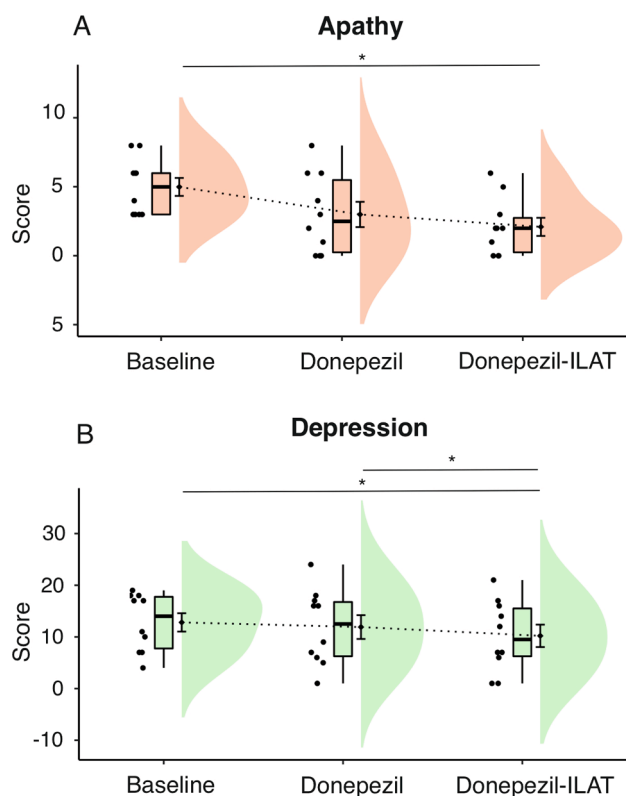 A
Apathy
*
10
5
0
5
Score
Baseline Donepezil Donepezil-ILAT
B
Depression
*
*
30
20
10
0
-10
Score
Baseline Donepezil Donepezil-ILAT